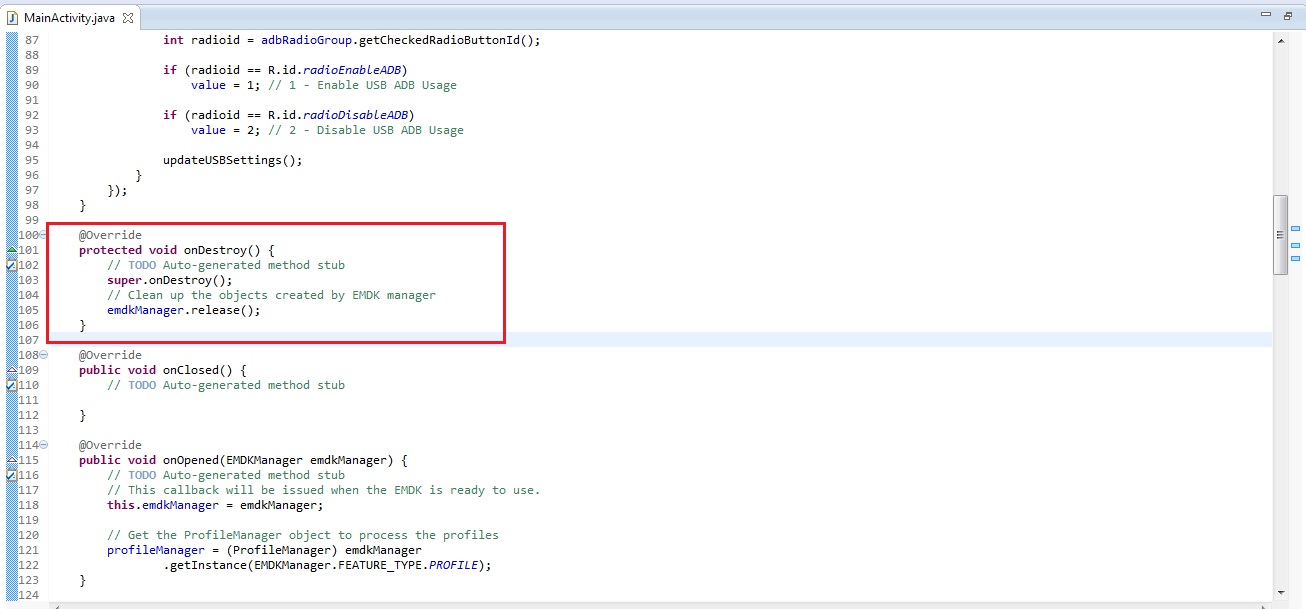 MainActivity.java
87 int radioid = adbRadioGroup.getCheckedRadioButtonId();
88
89 if (radioid == R.id.radioEnableADB)
90 value = 1; // 1 - Enable USB ADB Usage
91
92 if (radioid == R.id.radioDisableADB)
93 value = 2; // 2 - Disable USB ADB Usage
94
95 updateUSBSettings();
96 }
97 });
98 }
99
100 @Override
101 protected void onDestroy() {
102 // TODO Auto-generated method stub
103 super.onDestroy();
104 // Clean up the objects created by EMDK manager
105 emdkManager.release();
106 }
107
108 @Override
109 public void onClosed() {
110 // TODO Auto-generated method stub
111
112 }
113
114 @Override
115 public void onOpened(EMDKManager emdkManager) {
116 // TODO Auto-generated method stub
117 // This callback will be issued when the EMDK is ready to use.
118 this.emdkManager = emdkManager;
119
120 // Get the ProfileManager object to process the profiles
121 profileManager = (ProfileManager) emdkManager
122 .getInstance(EMDKManager.FEATURE_TYPE.PROFILE);
123 }
124